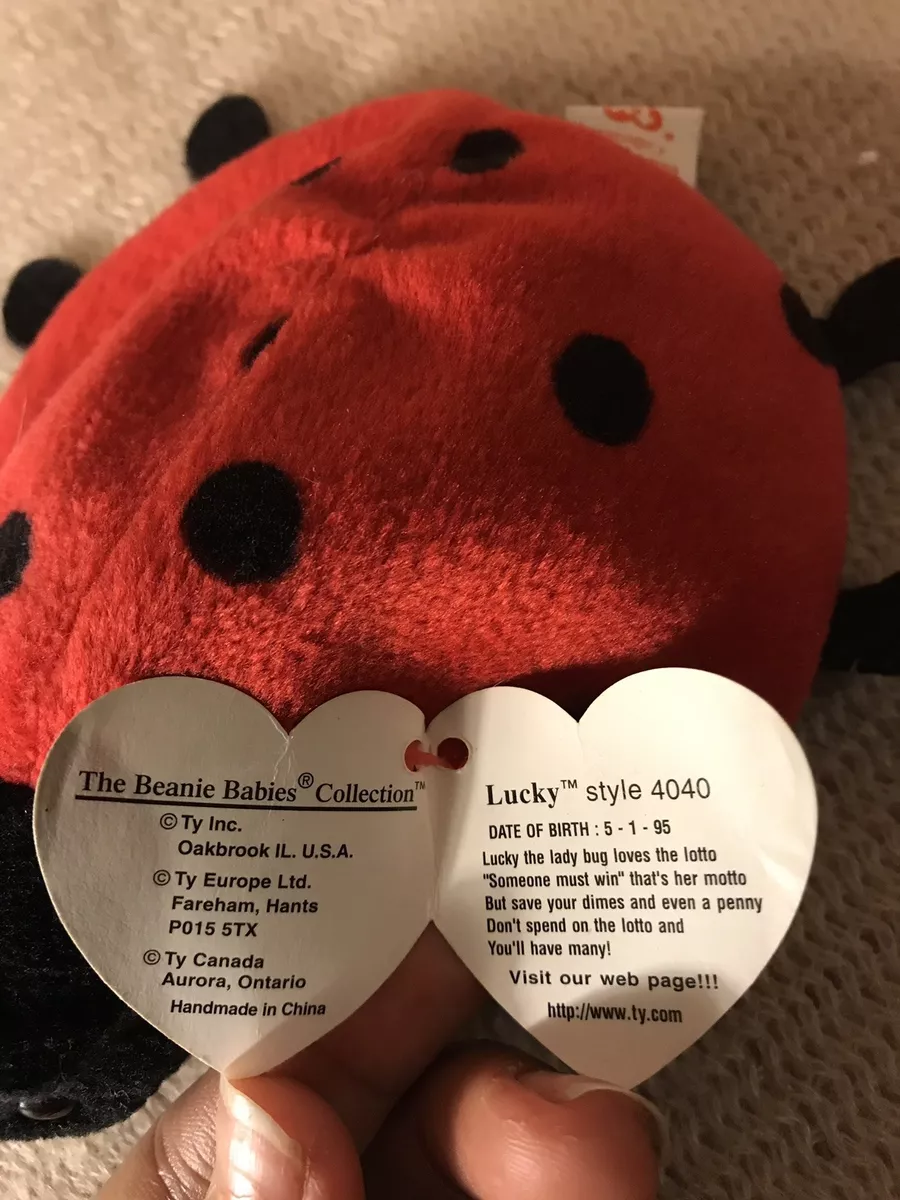 The Beanie Babies® Collection™
© Ty Inc.
Oakbrook IL. U.S.A.
© Ty Europe Ltd.
Fareham, Hants
P015 5TX
© Ty Canada
Aurora, Ontario
Handmade in China
Lucky™ style 4040
DATE OF BIRTH : 5 - 1 - 95
Lucky the lady bug loves the lotto
"Someone must win" that's her motto
But save your dimes and even a penny
Don't spend on the lotto and
You'll have many!
Visit our web page!!!
http://www.ty.com